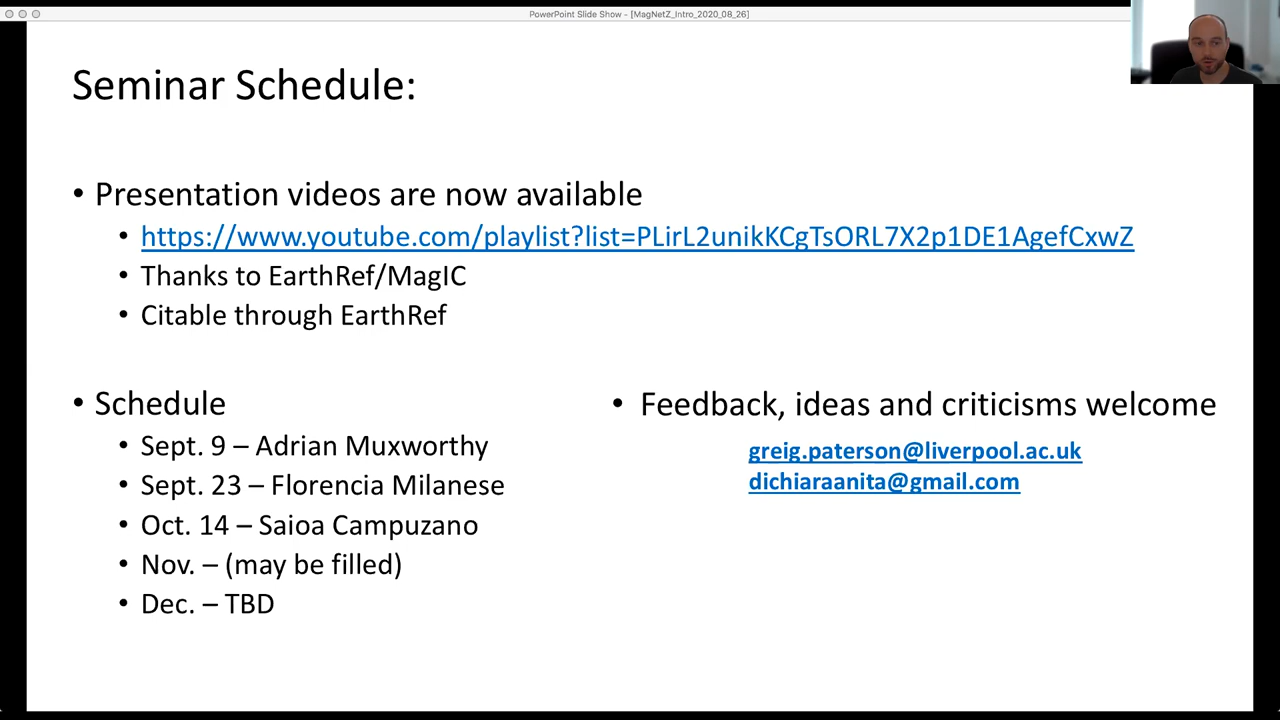 PowerPoint Slide Show - [MagNetZ_Intro_2020_08_26]
Seminar Schedule:
• Presentation videos are now available
• https://www.youtube.com/playlist?list=PLirL2unikKCgTsORL7X2p1DE1AgefCxwZ
• Thanks to EarthRef/MagIC
• Citable through EarthRef
• Schedule
• Sept. 9 – Adrian Muxworthy
• Sept. 23 – Florencia Milanese
• Oct. 14 – Saioa Campuzano
• Nov. – (may be filled)
• Dec. – TBD
• Feedback, ideas and criticisms welcome
greig.paterson@liverpool.ac.uk
dichiaraanita@gmail.com